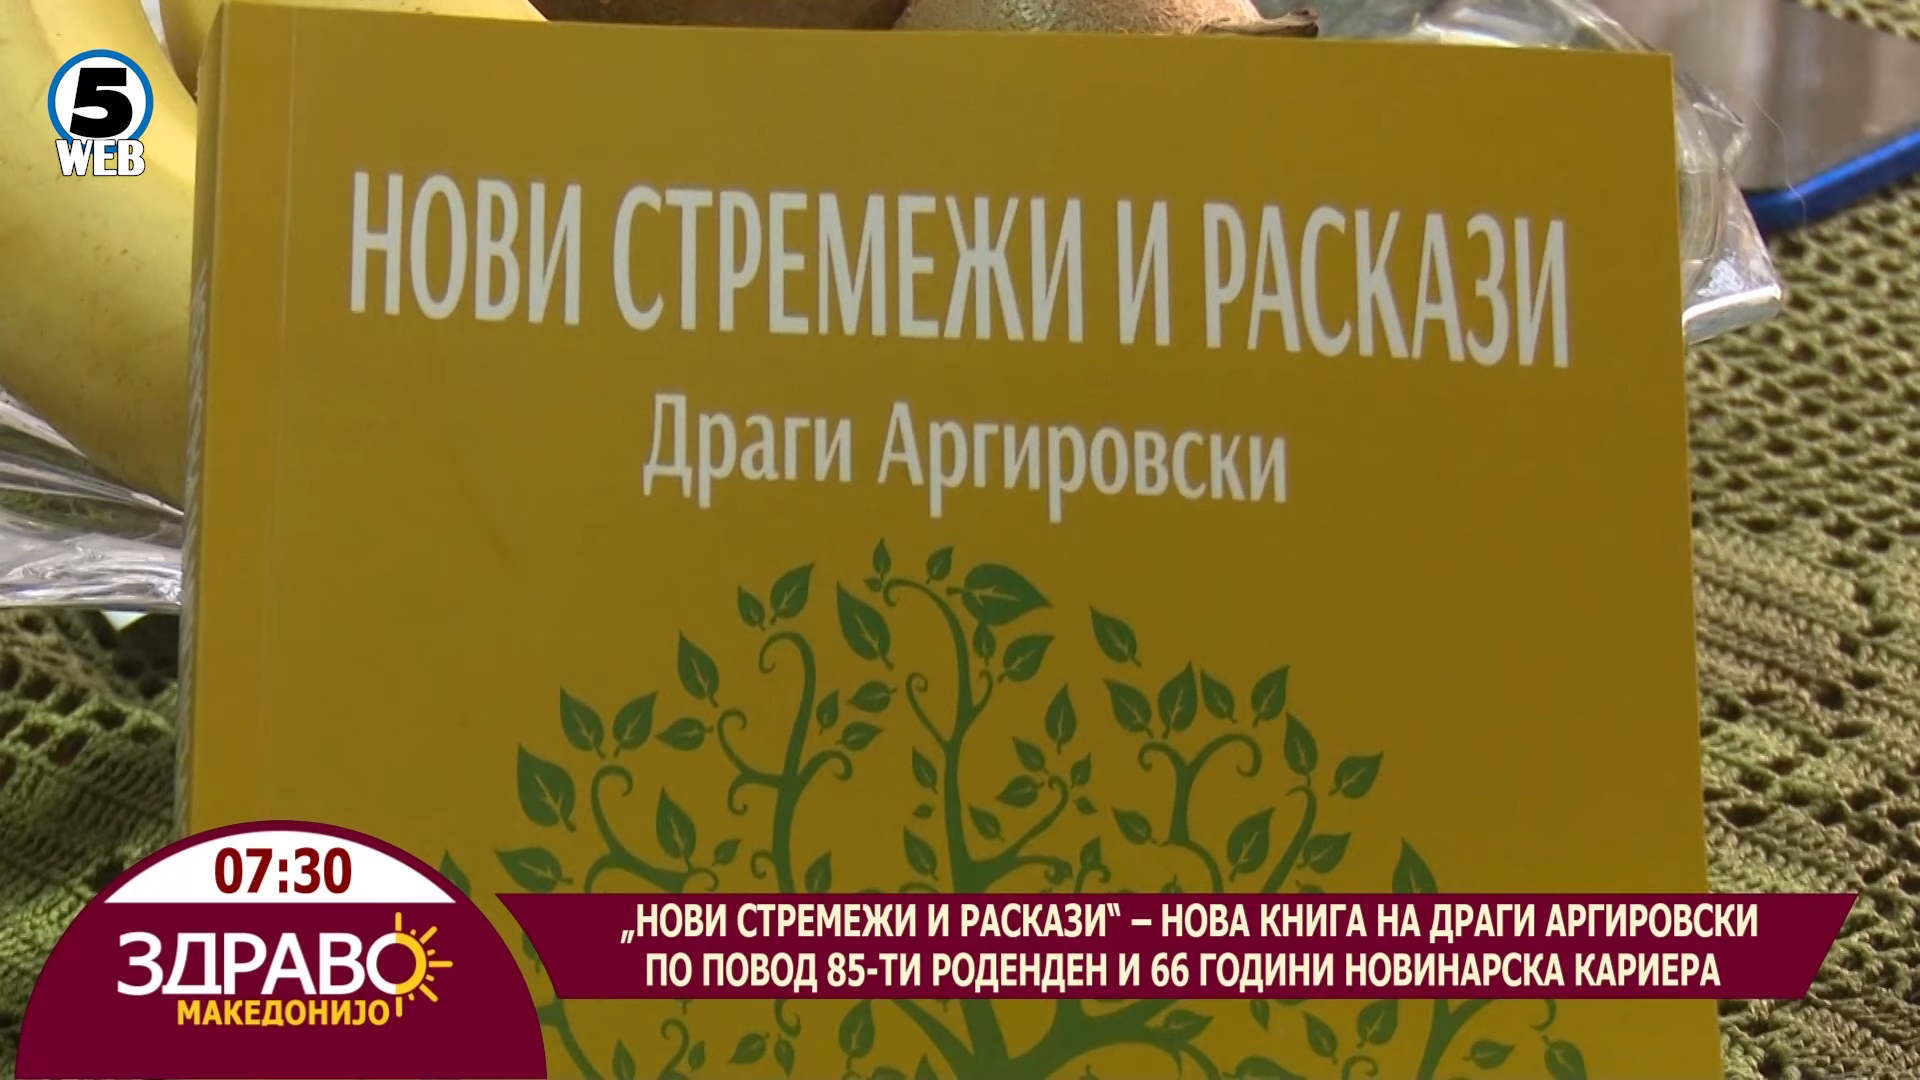 5
WEB
НОВИ СТРЕМЕЖИ И РАСКАЗИ
Драги Аргировски
07:30
ЗДРАВО
МАКЕДОНИЈО
„НОВИ СТРЕМЕЖИ И РАСКАЗИ“ – НОВА КНИГА НА ДРАГИ АРГИРОВСКИ
ПО ПОВОД 85-ТИ РОДЕНДЕН И 66 ГОДИНИ НОВИНАРСКА КАРИЕРА